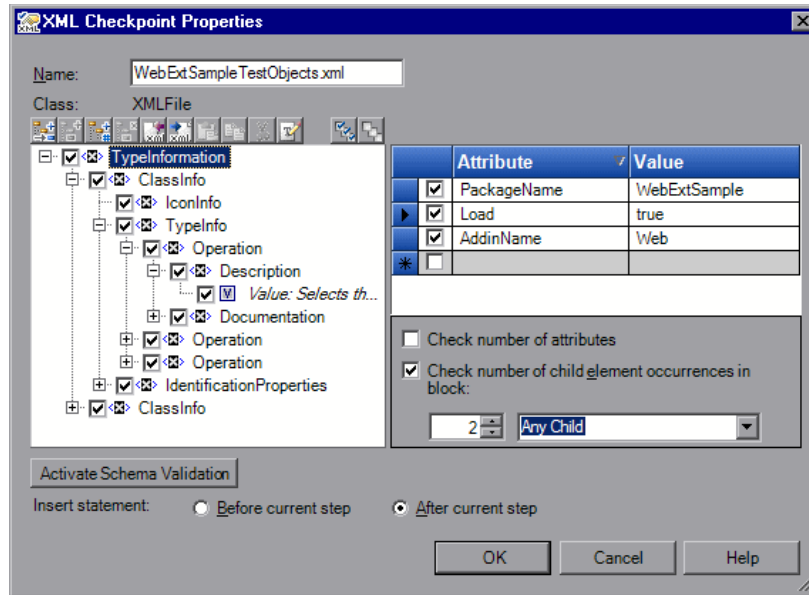 XML Checkpoint Properties
Name: WebExtSampleTestObjects.xml
Class: XMLFile
TypeInformation
ClassInfo
IconInfo
TypeInfo
Operation
Description
Value: Selects th...
Documentation
Operation
Operation
IdentificationProperties
ClassInfo
Attribute Value
PackageName WebExtSample
Load true
AddinName Web
Check number of attributes
Check number of child element occurrences in
block:
2 Any Child
Activate Schema Validation
Insert statement: Before current step After current step
OK Cancel Help